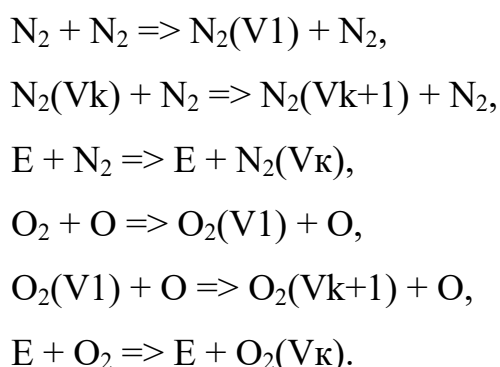 N₂ + N₂ => N₂(V1) + N₂,
N₂(Vk) + N₂ => N₂(Vk+1) + N₂,
E + N₂ => E + N₂(Vк),
O₂ + O => O₂(V1) + O,
O₂(V1) + O => O₂(Vk+1) + O,
E + O₂ => E + O₂(Vк).